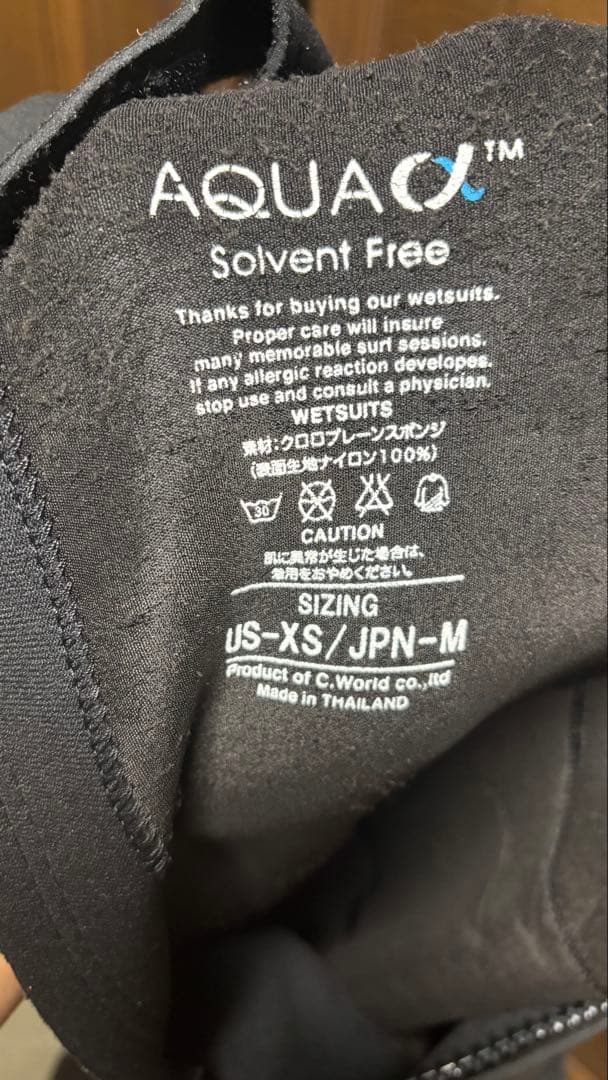 AQUAα™
Solvent Free
Thanks for buying our wetsuits.
Proper care will insure
many memorable surf sessions.
If any allergic reaction developes.
stop use and consult a physician.
WETSUITS
素材:クロロプレーンスポンジ
(表面生地ナイロン100%)
30
CAUTION
肌に異常が生じた場合は、
着用をおやめください。
SIZING
US-XS/JPN-M
Product of C.World co.,ltd
Made in THAILAND